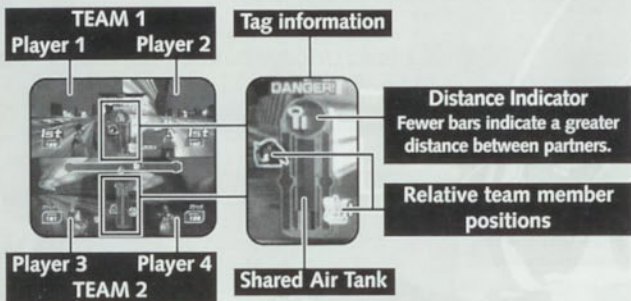 TEAM 1
Player 1 Player 2
Tag information
DANGER!
1st
Distance Indicator
Fewer bars indicate a greater
distance between partners.
Relative team member
positions
Player 3 Player 4
TEAM 2
Shared Air Tank